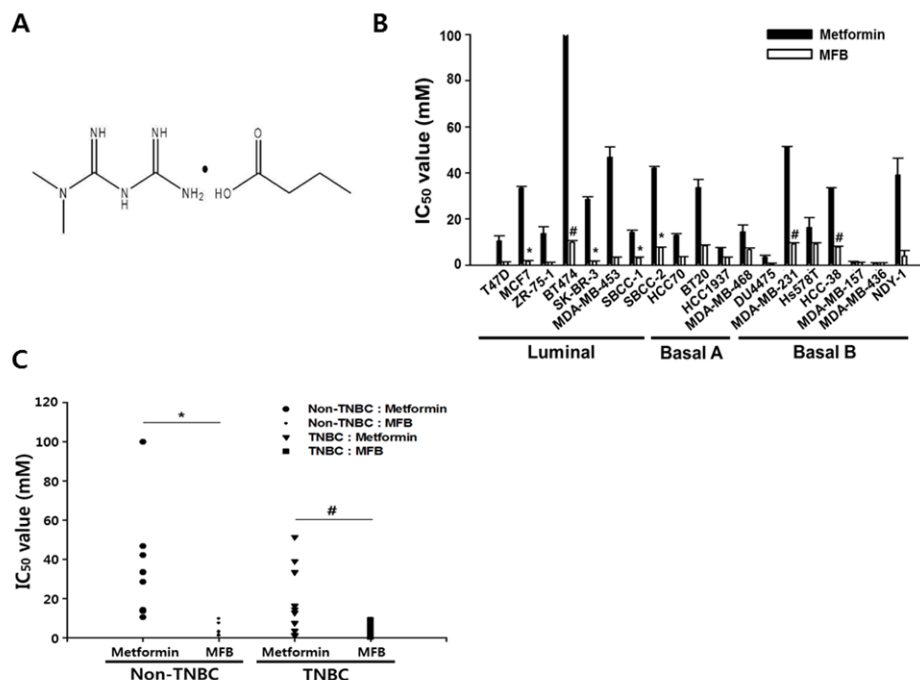 A
NH
NH
N
N
H
NH₂
HO
O
B
Metformin
MFB
IC₅₀ value (mM)
100
80
60
40
20
0
*
#
*
*
*
#
#
T47D
MCF7
ZR-75-1
BT474
SK-BR-3
MDA-MB-453
SBCC-1
SBCC-2
HCC70
BT20
HCC1937
MDA-MB-468
DU4475
MDA-MB-231
Hs578T
HCC-38
MDA-MB-157
MDA-MB-436
NDY-1
Luminal
Basal A
Basal B
C
IC₅₀ value (mM)
120
100
80
60
40
20
0
*
#
Non-TNBC : Metformin
Non-TNBC : MFB
TNBC : Metformin
TNBC : MFB
Metformin MFB Metformin MFB
Non-TNBC TNBC